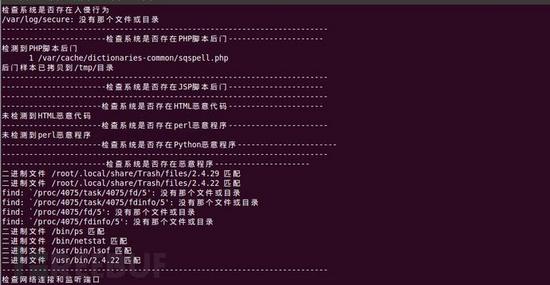 检查系统是否存在入侵行为
/var/log/secure: 没有那个文件或目录
----------------------------------------------------------------------
---------------------检查系统是否存在PHP脚本后门---------------------
检测到PHP脚本后门
      1 /var/cache/dictionaries-common/sqspell.php
后门样本已拷贝到/tmp/目录
----------------------------------------------------------------------
---------------------检查系统是否存在JSP脚本后门---------------------
----------------------------------------------------------------------
---------------------检查系统是否存在HTML恶意代码--------------------
未检测到HTML恶意代码
---------------------检查系统是否存在perl恶意程序--------------------
未检测到perl恶意程序
---------------------检查系统是否存在Python恶意程序---------------------
----------------------------------------------------------------------
----------------------检查系统是否存在恶意程序--------------------
二进制文件 /root/.local/share/Trash/files/2.4.29 匹配
二进制文件 /root/.local/share/Trash/files/2.4.22 匹配
find: `/proc/4075/task/4075/fd/5': 没有那个文件或目录
find: `/proc/4075/task/4075/fdinfo/5': 没有那个文件或目录
find: `/proc/4075/fd/5': 没有那个文件或目录
find: `/proc/4075/fdinfo/5': 没有那个文件或目录
二进制文件 /bin/ps 匹配
二进制文件 /bin/netstat 匹配
二进制文件 /usr/bin/lsof 匹配
二进制文件 /usr/bin/2.4.22 匹配
----------------------------------------------------------------------
检查网络连接和监听端口